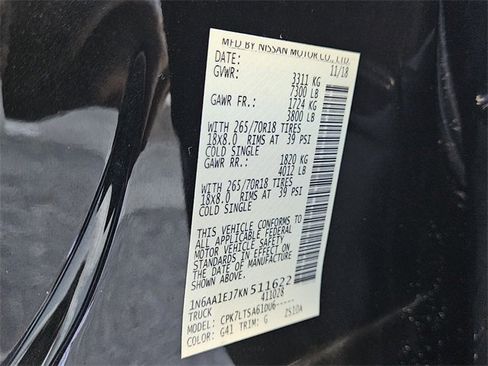 MFD BY NISSAN MOTOR CO., LTD.
DATE: 11/18
GVWR: 3311 KG
7300 LB
GAWR FR.: 1724 KG
3800 LB
WITH 265/70R18 TIRES
18x8.0 RIMS AT 39 PSI
COLD SINGLE
GAWR RR.: 1820 KG
4012 LB
WITH 265/70R18 TIRES
18x8.0 RIMS AT 39 PSI
COLD SINGLE
THIS VEHICLE CONFORMS TO
ALL APPLICABLE FEDERAL
MOTOR VEHICLE SAFETY
STANDARDS IN EFFECT ON
THE DATE OF MANUFACTURE
SHOWN ABOVE.
1N6AA1EJ7KN511622
TRUCK 411028
MODEL: CPK7LTSA61DU6-----
COLOR: G41 TRIM: G IS10A